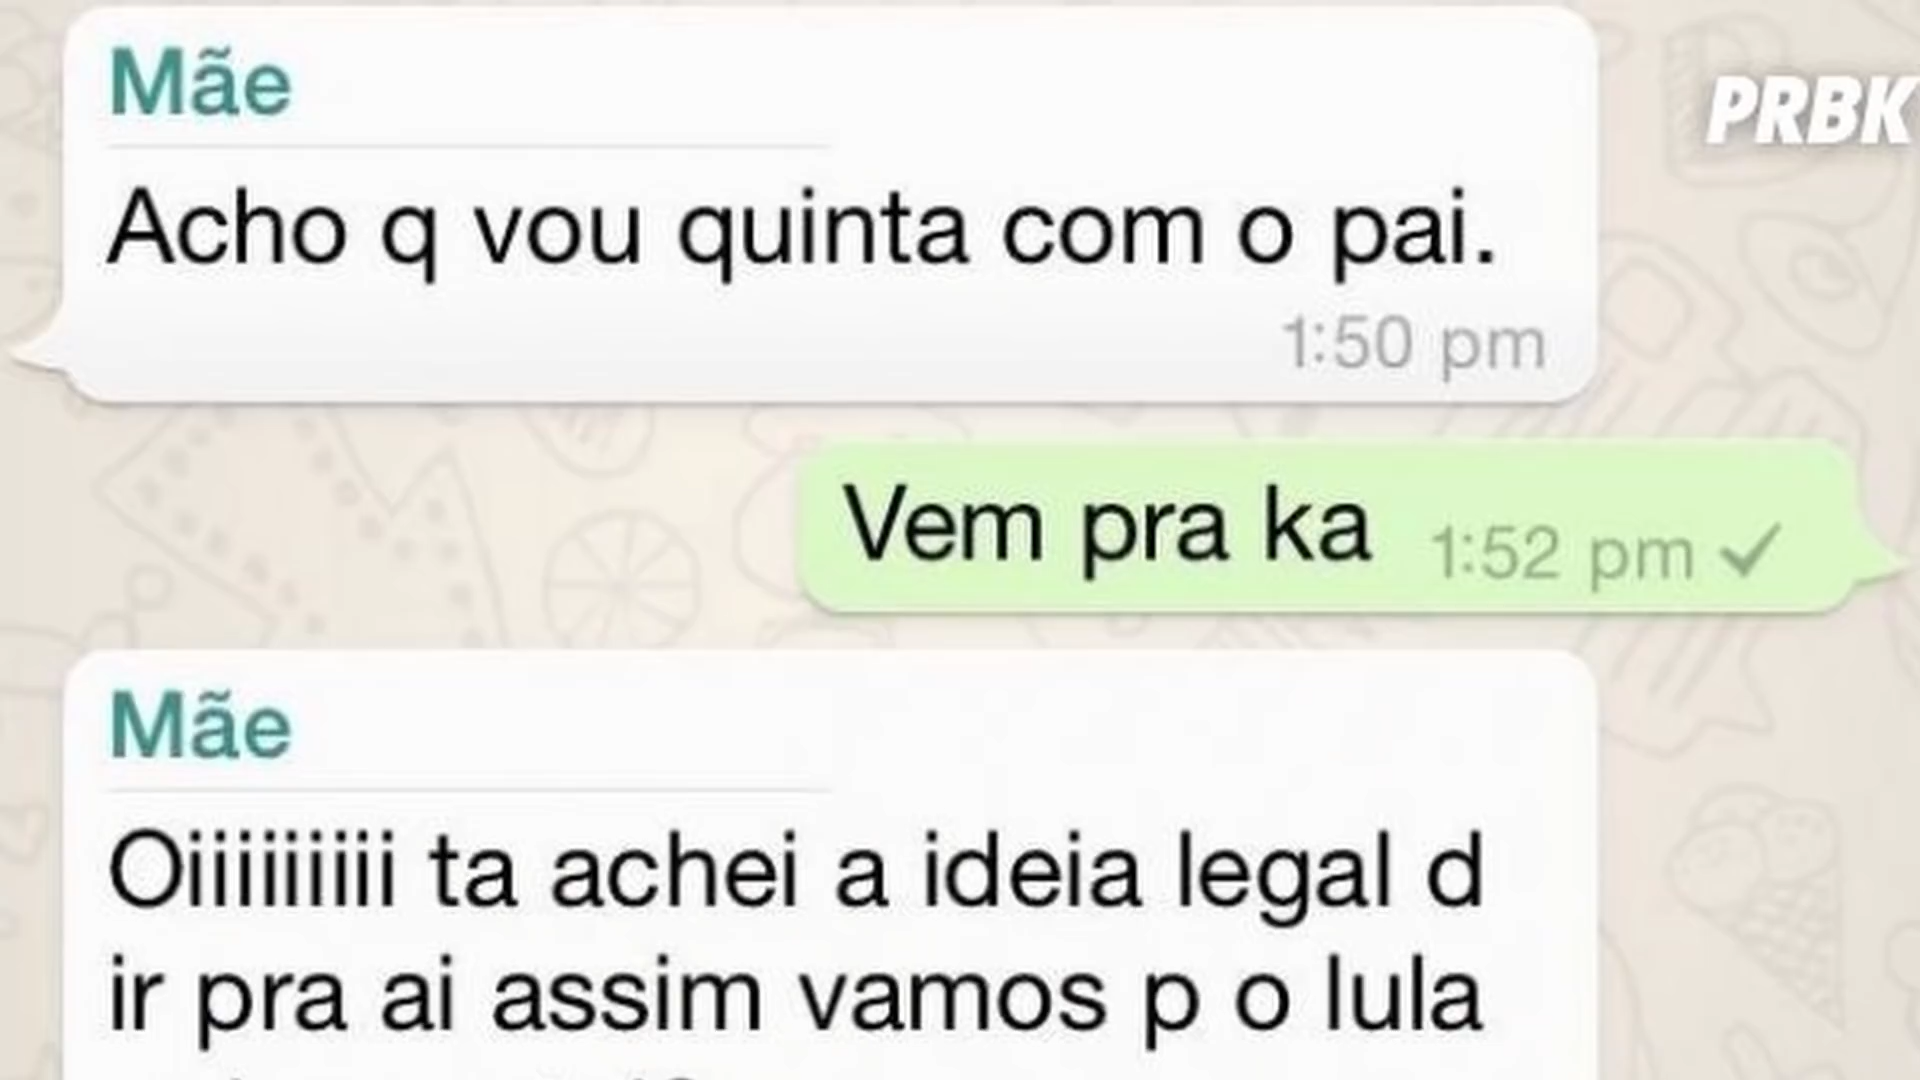 Mãe
PRBK
Acho q vou quinta com o pai.
1:50 pm
Vem pra ka 1:52 pm
Mãe
Oiiiiiiiii ta achei a ideia legal d
ir pra ai assim vamos p o lula